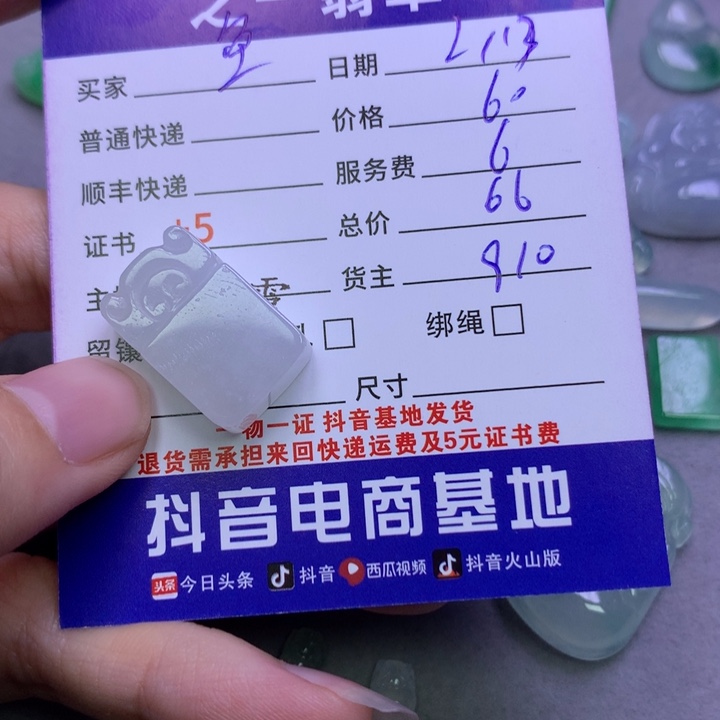 买家 日期
普通快递 价格 60
顺丰快递 服务费 6
证书 +5 总价 66
主 货主 910
留镶 绑绳
尺寸
一物一证 抖音基地发货
退货需承担来回快递运费及5元证书费
抖音电商基地
头条 今日头条 抖音 西瓜视频 抖音火山版